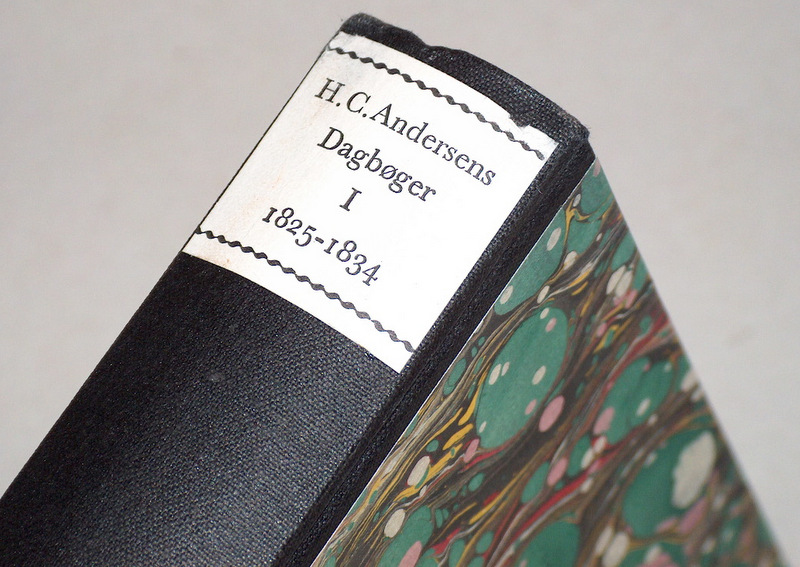 H. C. Andersens
Dagbøger
I
1825-1834